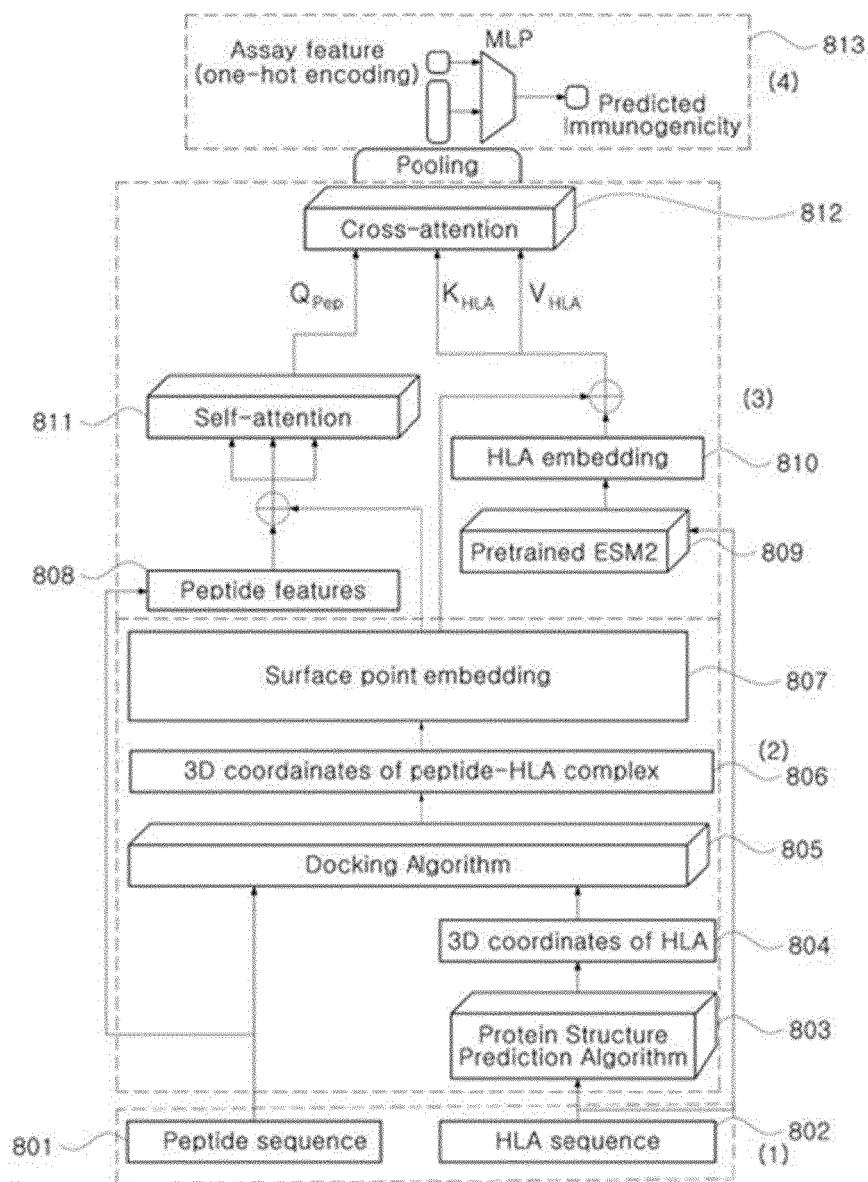 Assay feature
(one-hot encoding)
MLP
813
(4)
Predicted
Immunogenicity
Pooling
Cross-attention
812
QPep
KHLA
VHLA
811
Self-attention
(3)
HLA embedding
810
Pretrained ESM2
809
808
Peptide features
Surface point embedding
807
(2)
3D coordainates of peptide-HLA complex
806
Docking Algorithm
805
3D coordinates of HLA
804
Protein Structure
Prediction Algorithm
803
801
Peptide sequence
HLA sequence
802
(1)